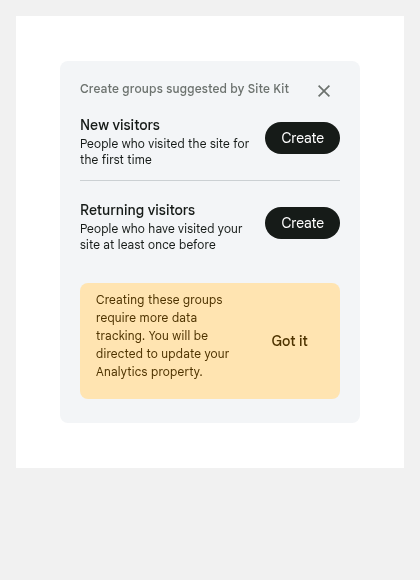 Create groups suggested by Site Kit
New visitors
People who visited the site for
the first time
Create
Returning visitors
People who have visited your
site at least once before
Create
Creating these groups
require more data
tracking. You will be
directed to update your
Analytics property.
Got it